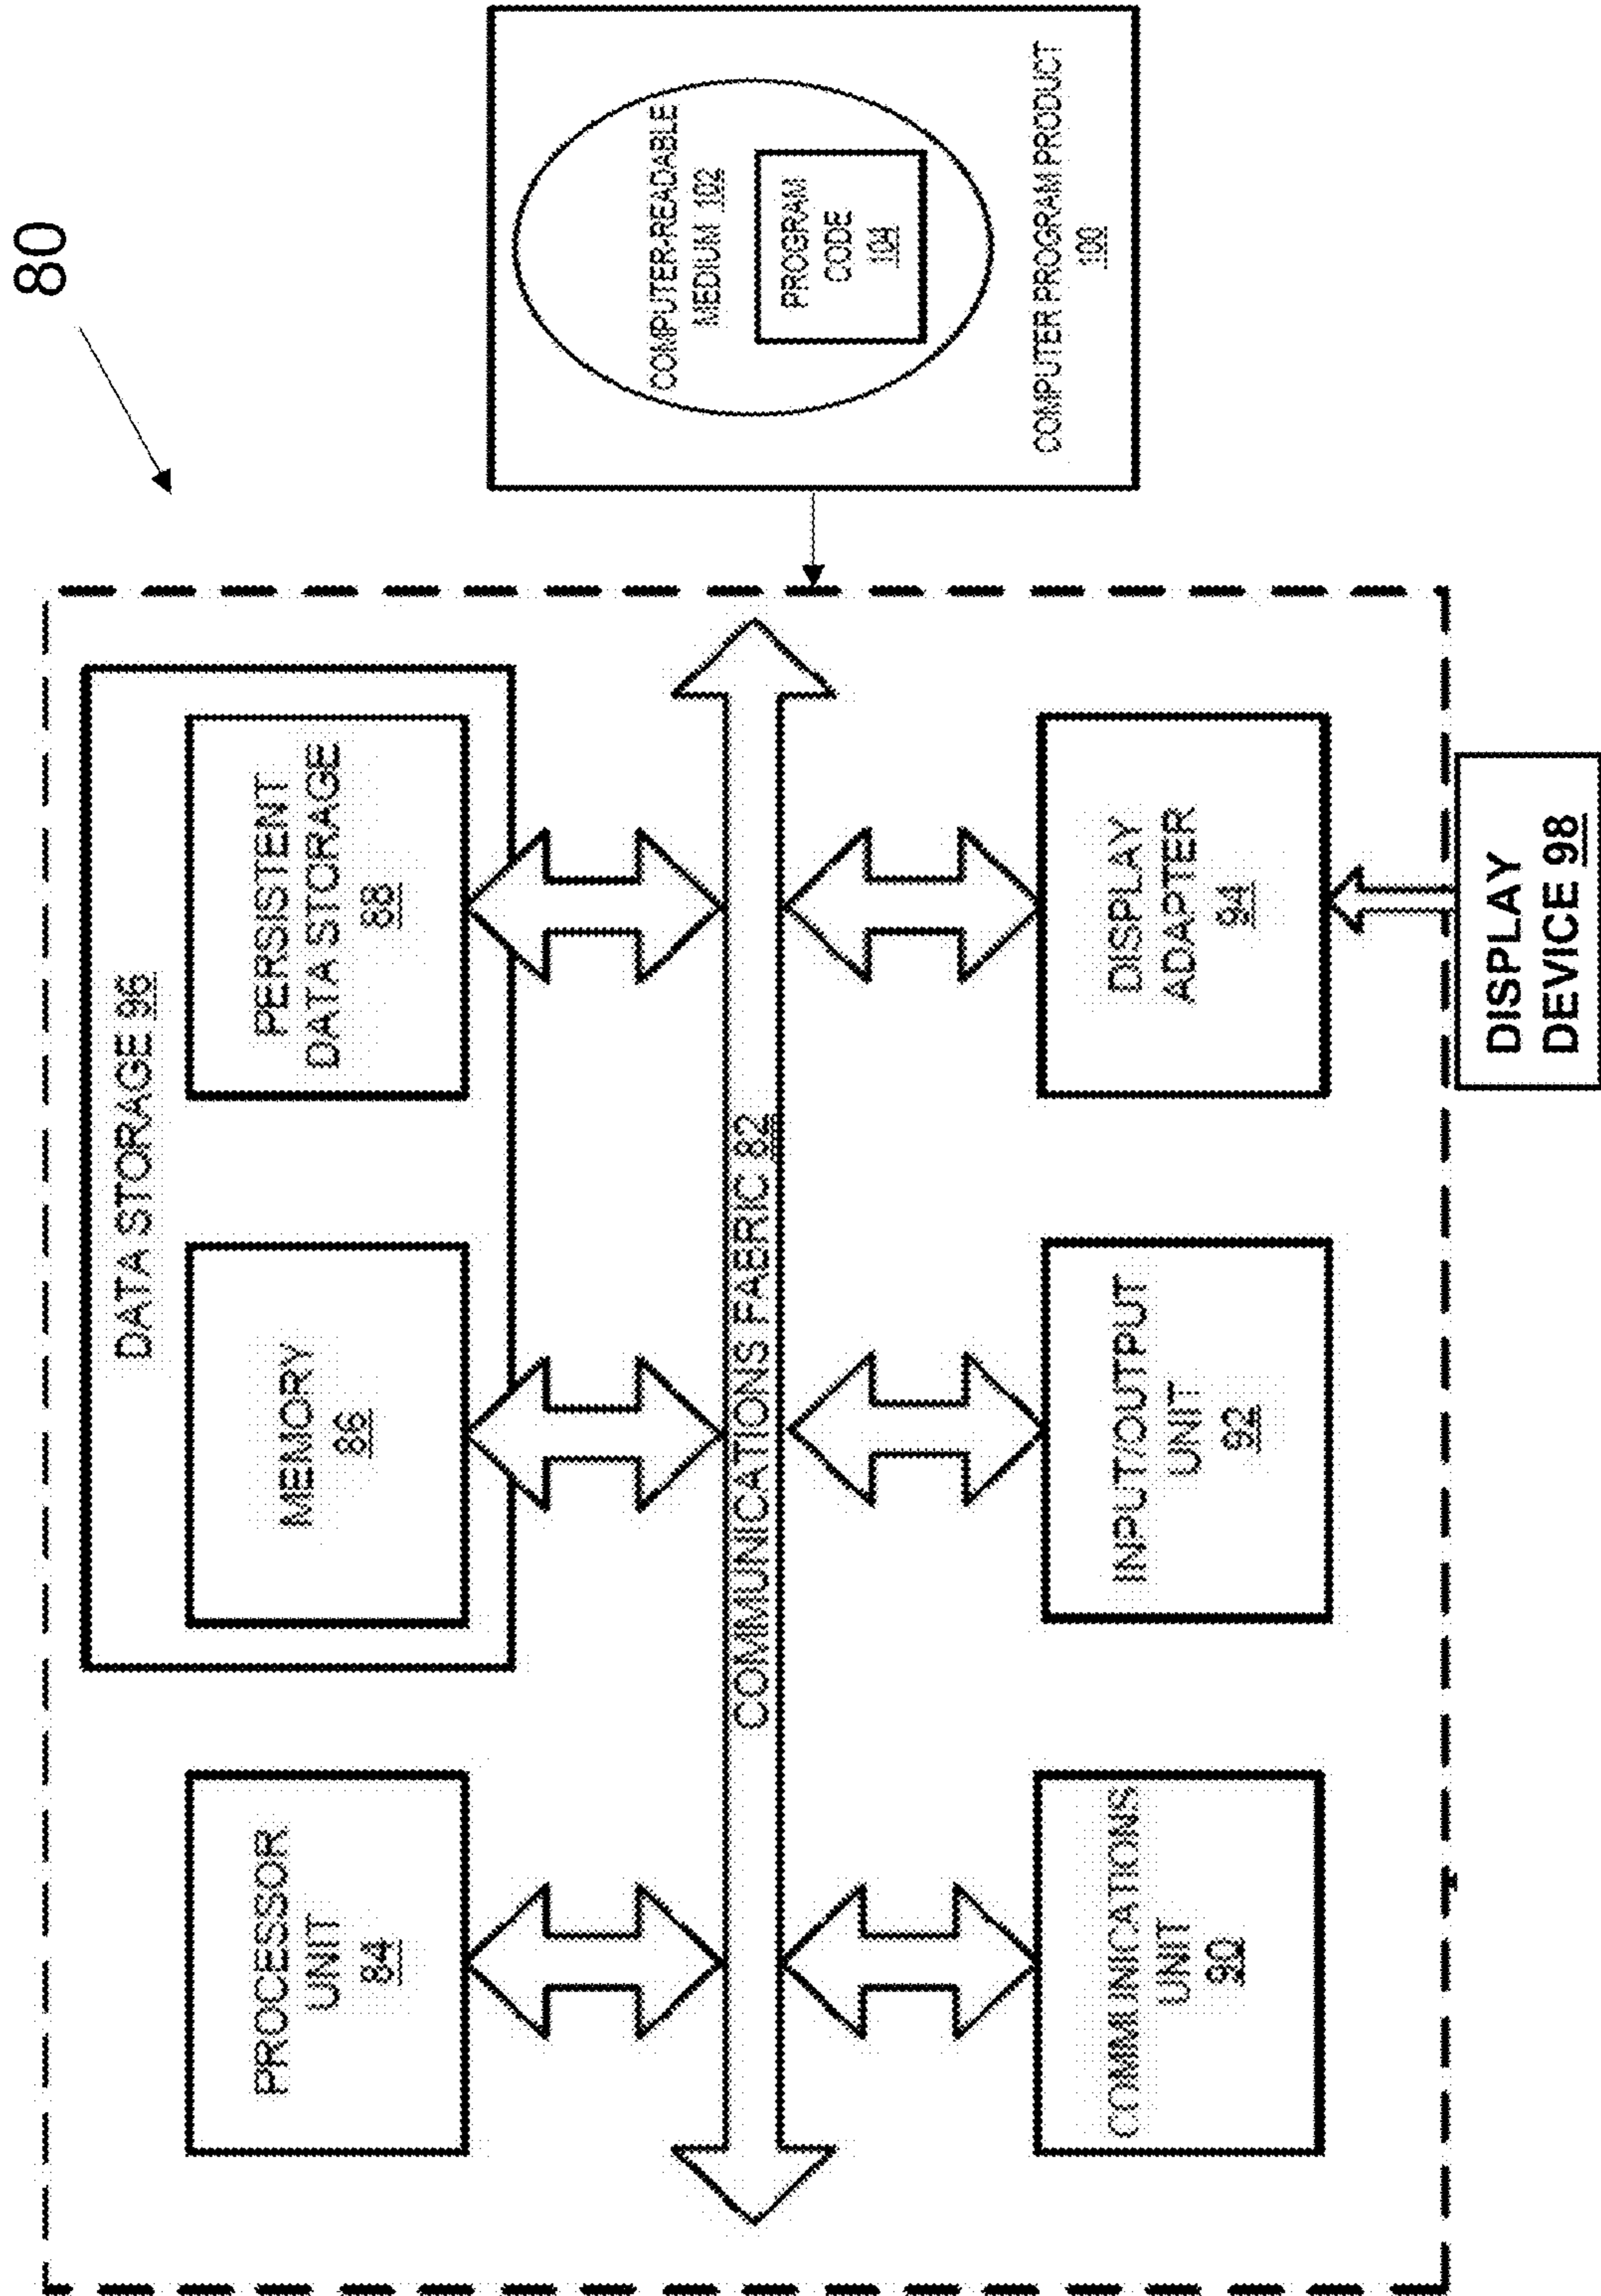 80
DATA STORAGE 96
PROCESSOR
UNIT
84
MEMORY
86
PERSISTENT
DATA STORAGE
88
COMMUNICATIONS FABRIC 82
COMMUNICATIONS
UNIT
90
INPUT/OUTPUT
UNIT
92
DISPLAY
ADAPTER
94
DISPLAY
DEVICE 98
COMPUTER-READABLE
MEDIUM 102
PROGRAM
CODE
104
COMPUTER PROGRAM PRODUCT
100